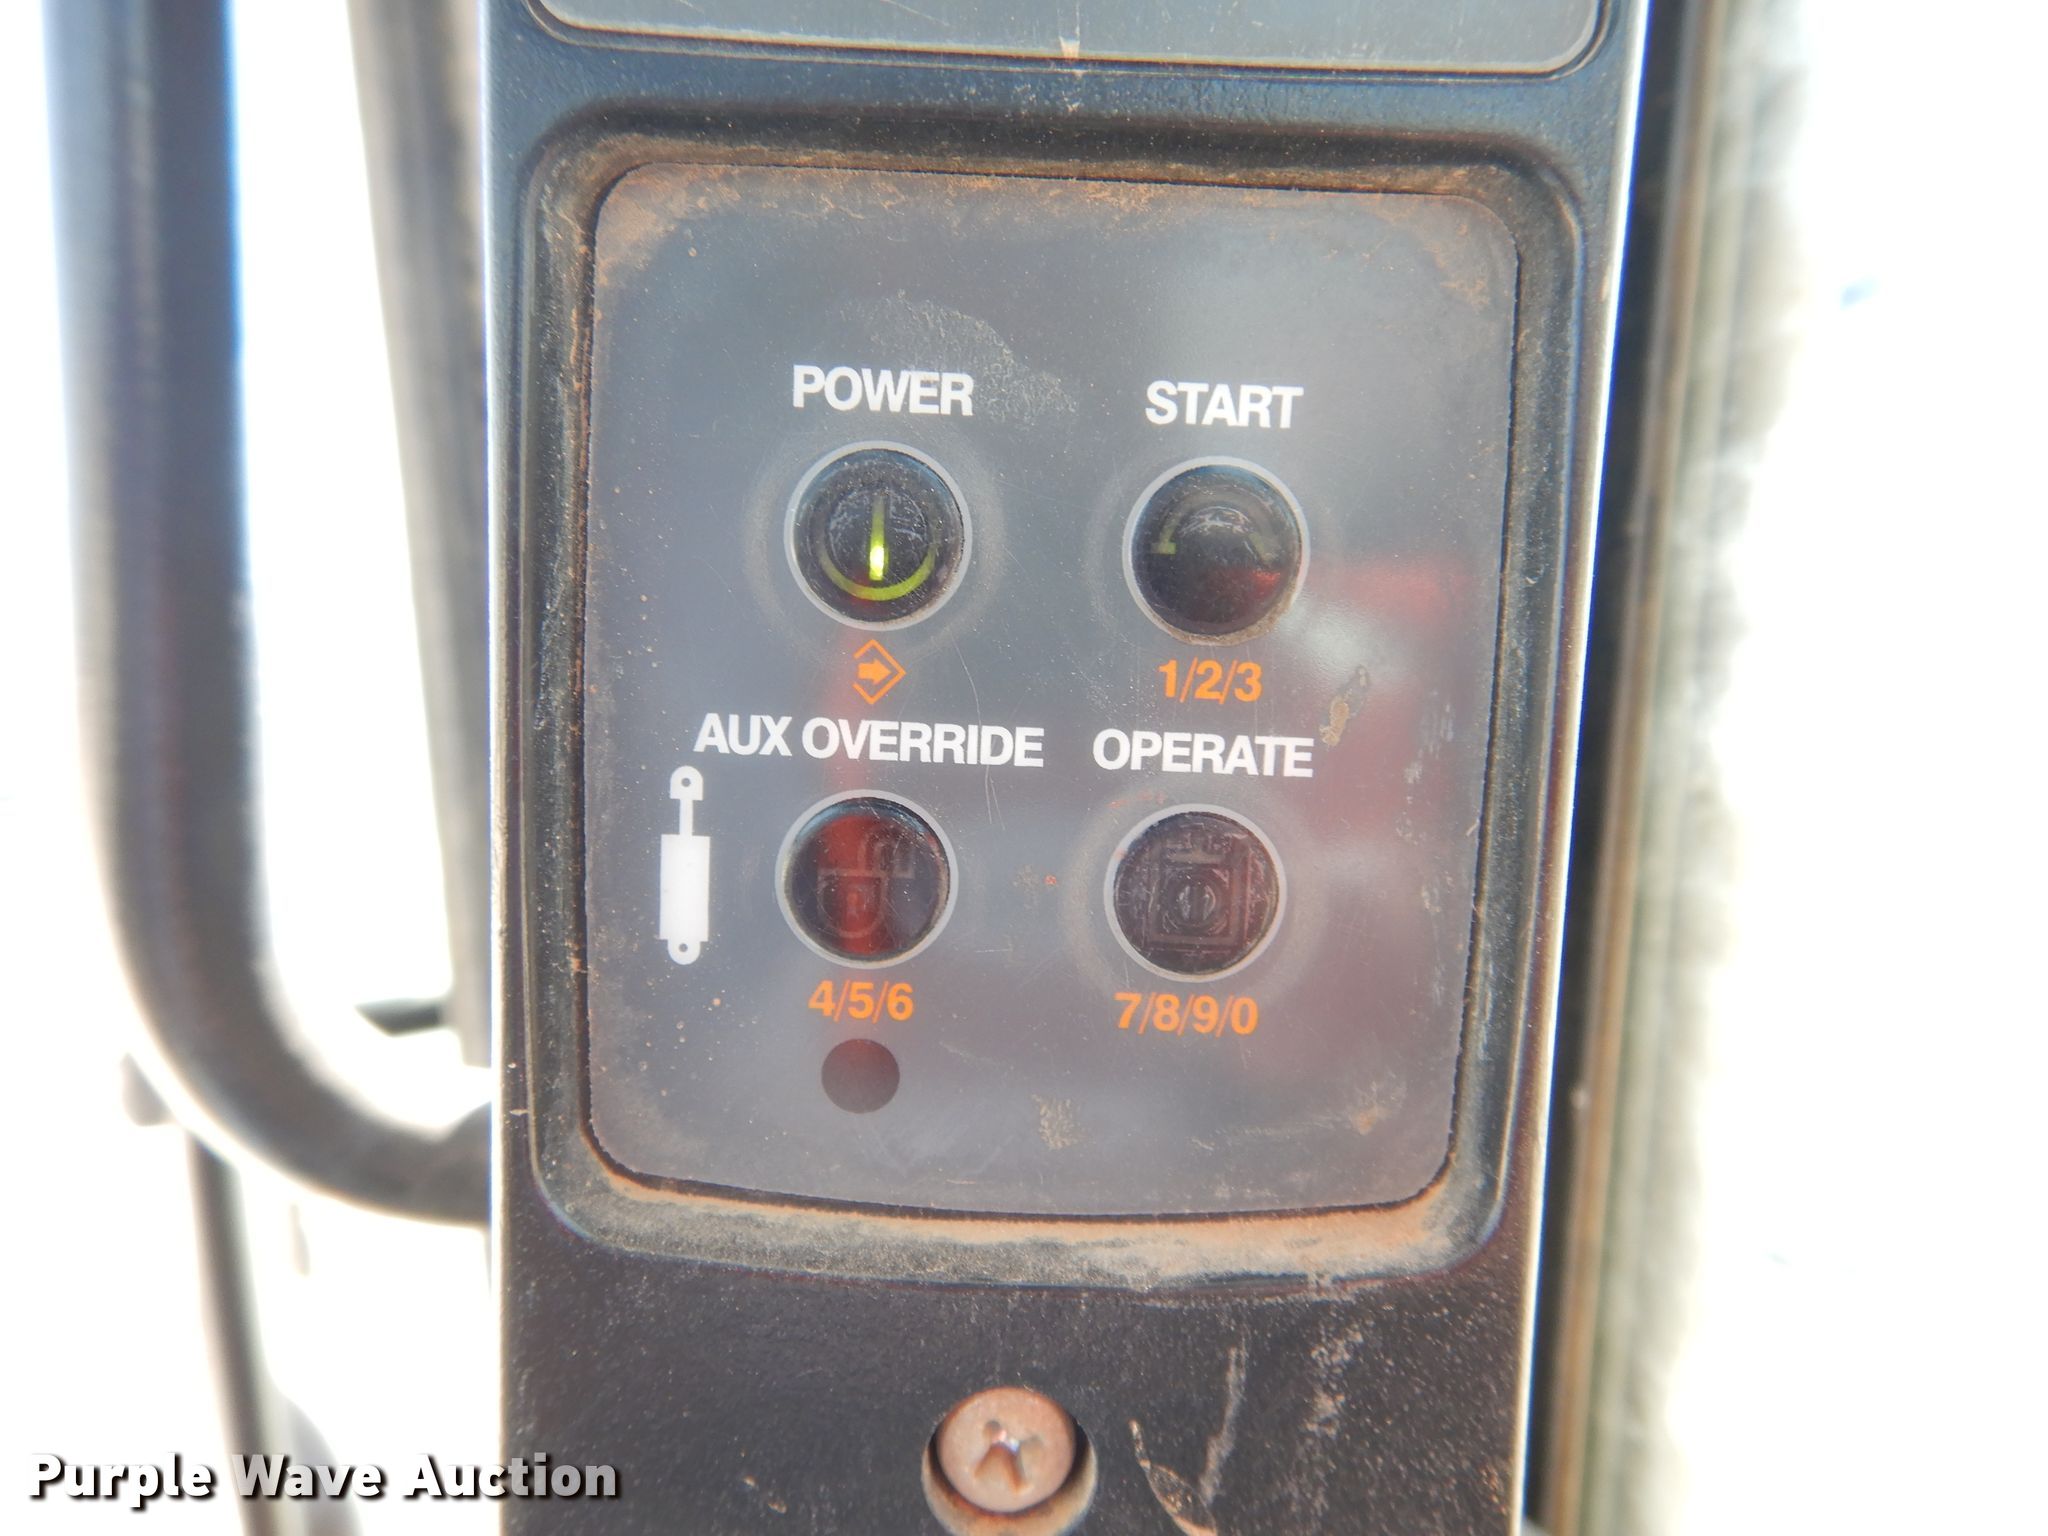 POWER
START
1/2/3
AUX OVERRIDE
OPERATE
4/5/6
7/8/9/0
Purple Wave Auction